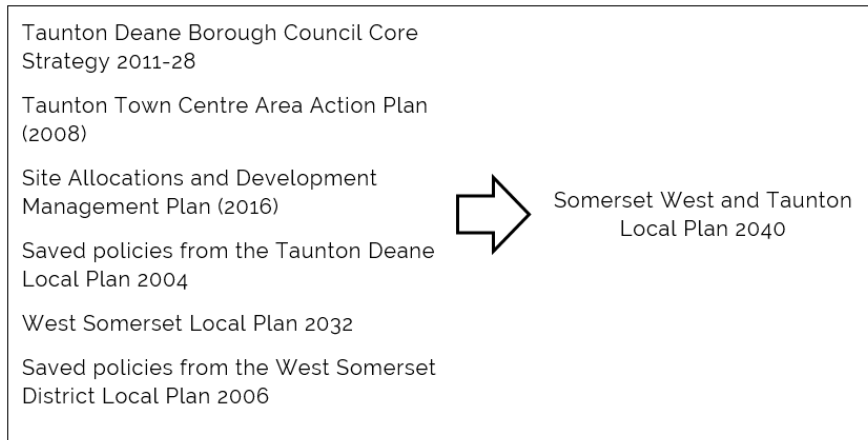 Taunton Deane Borough Council Core
Strategy 2011-28
Taunton Town Centre Area Action Plan
(2008)
Site Allocations and Development
Management Plan (2016)
Saved policies from the Taunton Deane
Local Plan 2004
West Somerset Local Plan 2032
Saved policies from the West Somerset
District Local Plan 2006
Somerset West and Taunton
Local Plan 2040